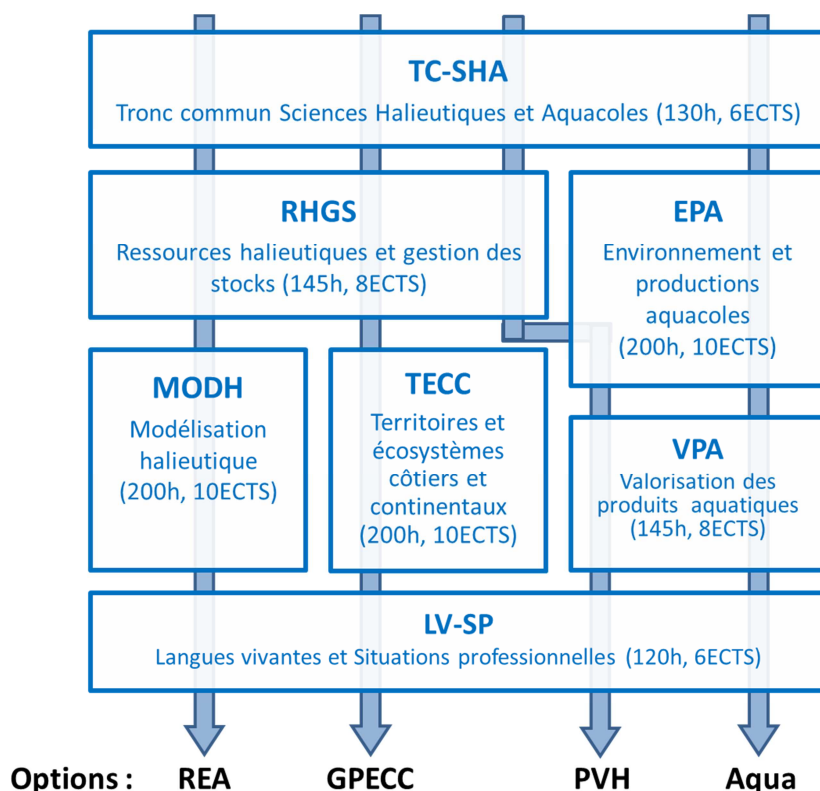 TC-SHA
Tronc commun Sciences Halieutiques et Aquacoles (130h, 6ECTS)
RHGS
Ressources halieutiques et gestion des
stocks (145h, 8ECTS)
EPA
Environnement et
productions
aquacoles
(200h, 10ECTS)
MODH
Modélisation
halieutique
(200h, 10ECTS)
TECC
Territoires et
écosystèmes
côtiers et
continentaux
(200h, 10ECTS)
VPA
Valorisation des
produits aquatiques
(145h, 8ECTS)
LV-SP
Langues vivantes et Situations professionnelles (120h, 6ECTS)
Options : REA GPECC PVH Aqua